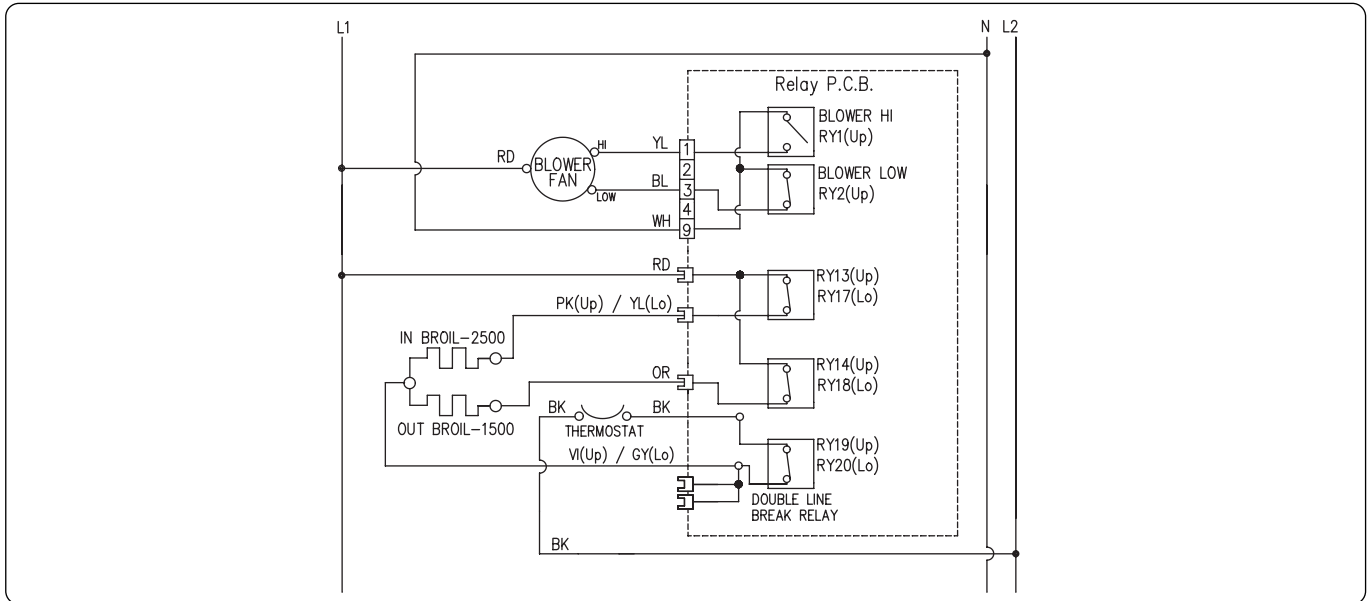 L1
N L2
Relay P.C.B.
BLOWER HI
RY1(Up)
HI
YL
1
RD
BLOWER
FAN
2
BLOWER LOW
RY2(Up)
BL
3
LOW
4
WH
9
RD
RY13(Up)
RY17(Lo)
PK(Up) / YL(Lo)
IN BROIL-2500
RY14(Up)
RY18(Lo)
OR
BK
BK
OUT BROIL-1500
THERMOSTAT
RY19(Up)
RY20(Lo)
VI(Up) / GY(Lo)
DOUBLE LINE
BREAK RELAY
BK